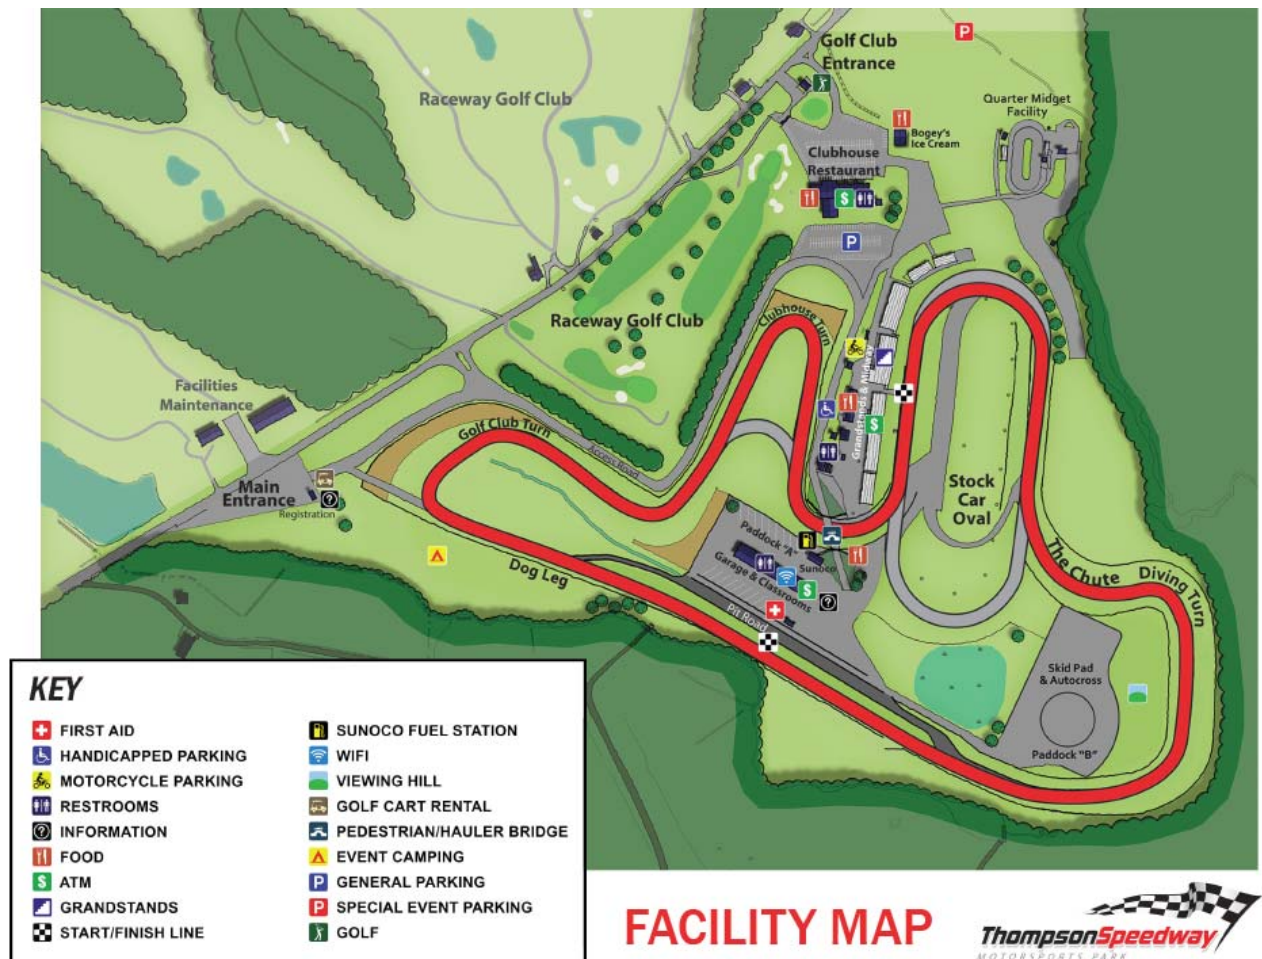 Golf Club
Entrance
Raceway Golf Club
Quarter Midget
Facility
Bogey's
Ice Cream
Clubhouse
Restaurant
Raceway Golf Club
Clubhouse Turn
Grandstands & Midway
Facilities
Maintenance
Golf Club Turn
Access Road
Main
Entrance
Registration
Stock
Car
Oval
Paddock "A"
Sunoco
Garage & Classrooms
The Chute
Diving Turn
Dog Leg
Pit Road
Skid Pad
& Autocross
Paddock "B"
KEY
FIRST AID
HANDICAPPED PARKING
MOTORCYCLE PARKING
RESTROOMS
? INFORMATION
FOOD
$ ATM
GRANDSTANDS
START/FINISH LINE
SUNOCO FUEL STATION
WIFI
VIEWING HILL
GOLF CART RENTAL
PEDESTRIAN/HAULER BRIDGE
EVENT CAMPING
P GENERAL PARKING
P SPECIAL EVENT PARKING
GOLF
FACILITY MAP
ThompsonSpeedway
MOTORSPORTS PARK